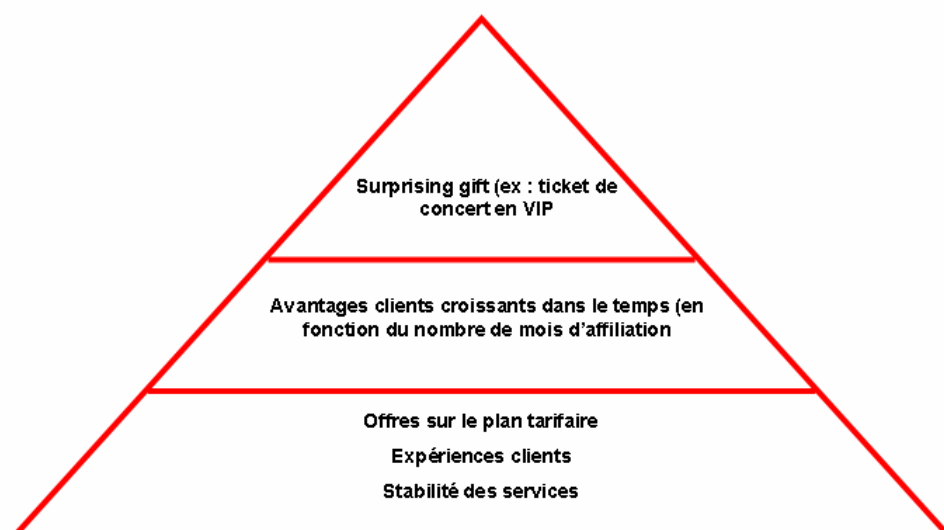 Surprising gift (ex : ticket de
concert en VIP
Avantages clients croissants dans le temps (en
fonction du nombre de mois d'affiliation
Offres sur le plan tarifaire
Expériences clients
Stabilité des services